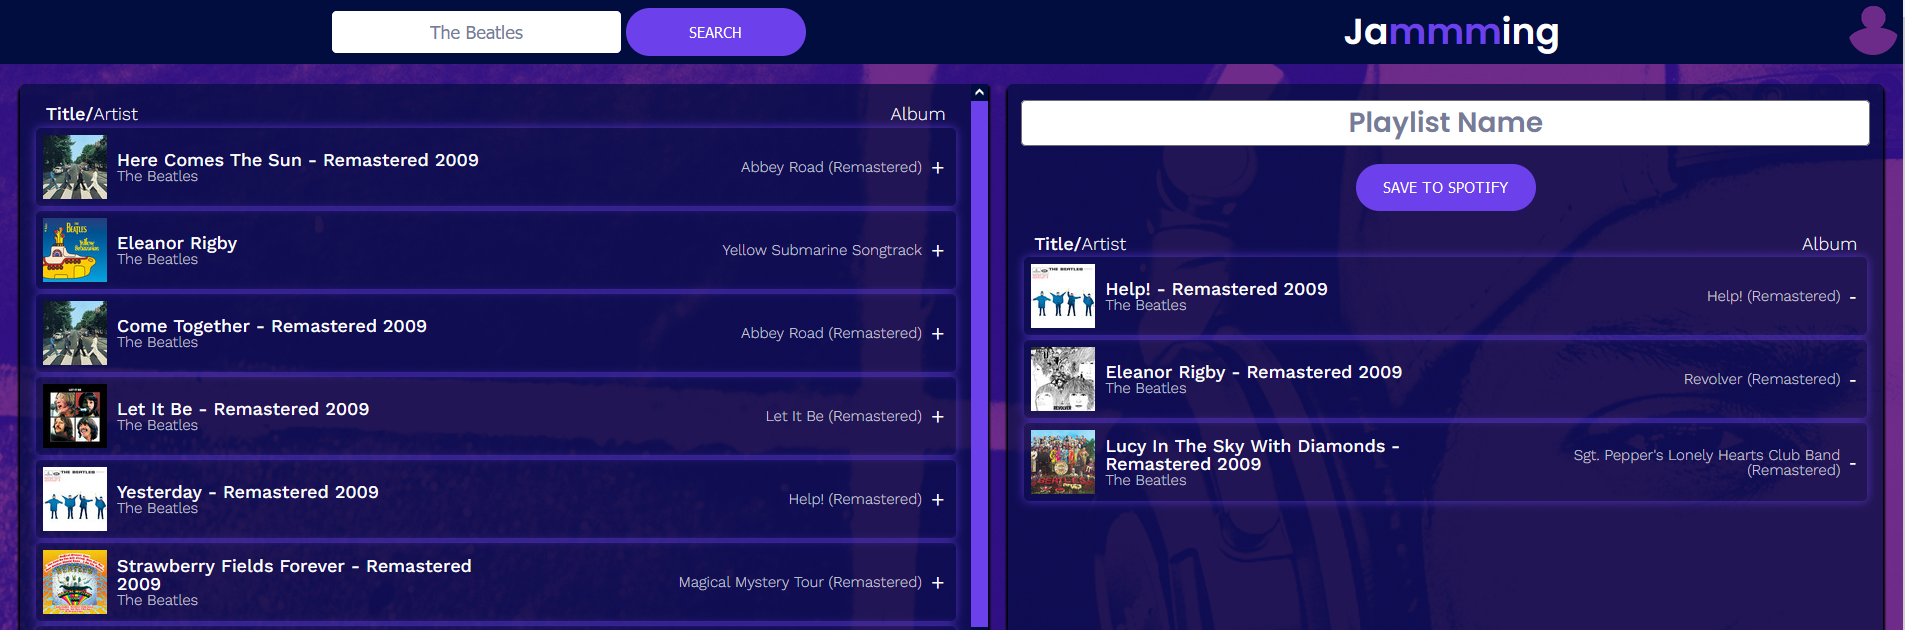 The Beatles
SEARCH
Jammming
Title/Artist
Album
Here Comes The Sun - Remastered 2009
The Beatles
Abbey Road (Remastered) +
Eleanor Rigby
The Beatles
Yellow Submarine Songtrack +
Come Together - Remastered 2009
The Beatles
Abbey Road (Remastered) +
Let It Be - Remastered 2009
The Beatles
Let It Be (Remastered) +
Yesterday - Remastered 2009
The Beatles
Help! (Remastered) +
Strawberry Fields Forever - Remastered
2009
The Beatles
Magical Mystery Tour (Remastered) +
Playlist Name
SAVE TO SPOTIFY
Title/Artist
Album
Help! - Remastered 2009
The Beatles
Help! (Remastered) -
Eleanor Rigby - Remastered 2009
The Beatles
Revolver (Remastered) -
Lucy In The Sky With Diamonds -
Remastered 2009
The Beatles
Sgt. Pepper's Lonely Hearts Club Band
(Remastered) -